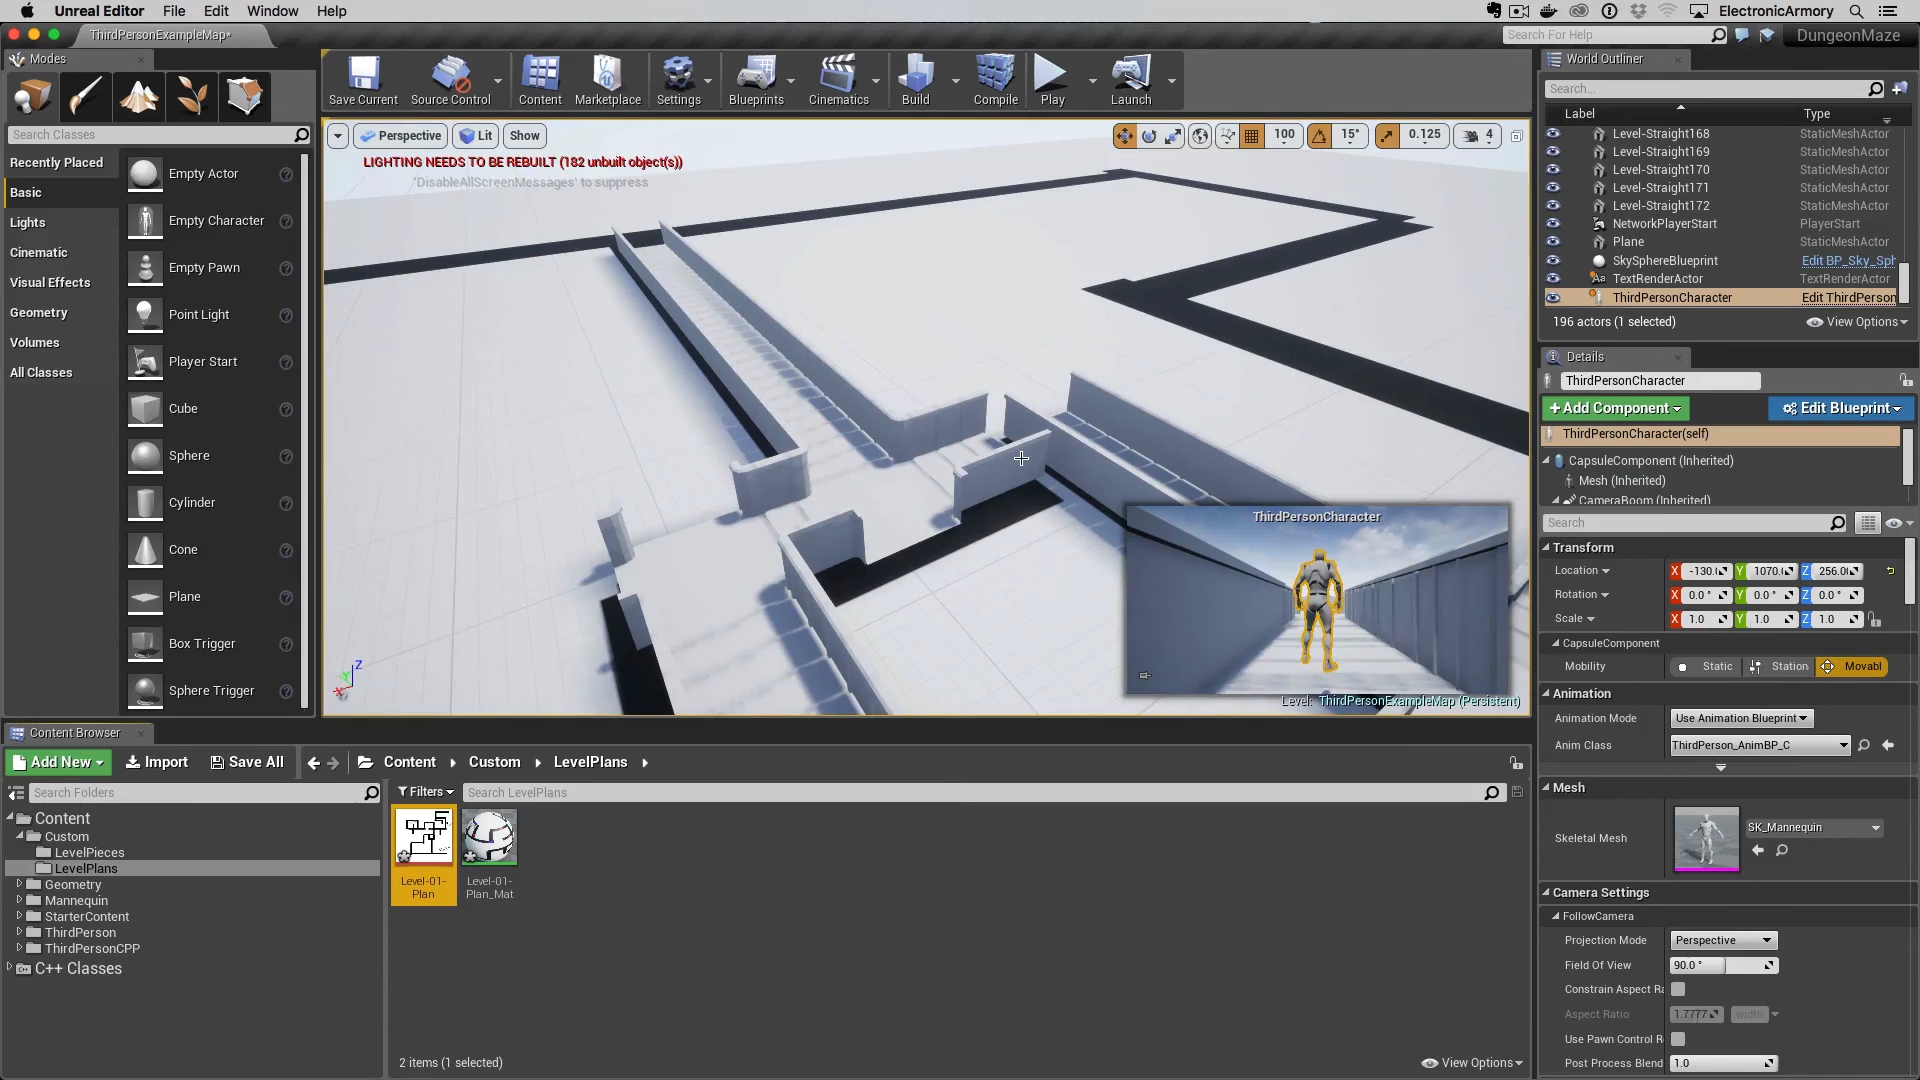 Unreal Editor File Edit Window Help
ElectronicArmory
ThirdPersonExampleMap*
Search For Help
DungeonMaze
Modes
Save Current
Source Control
Content
Marketplace
Settings
Blueprints
Cinematics
Build
Compile
Play
Launch
Search Classes
Recently Placed
Basic
Lights
Cinematic
Visual Effects
Geometry
Volumes
All Classes
Empty Actor
Empty Character
Empty Pawn
Point Light
Player Start
Cube
Sphere
Cylinder
Cone
Plane
Box Trigger
Sphere Trigger
Perspective
Lit
Show
100
15°
0.125
4
LIGHTING NEEDS TO BE REBUILT (182 unbuilt object(s))
'DisableAllScreenMessages' to suppress
Z
Y
X
ThirdPersonCharacter
Level: ThirdPersonExampleMap (Persistent)
World Outliner
Search...
Label Type
Level-Straight168 StaticMeshActor
Level-Straight169 StaticMeshActor
Level-Straight170 StaticMeshActor
Level-Straight171 StaticMeshActor
Level-Straight172 StaticMeshActor
NetworkPlayerStart PlayerStart
Plane StaticMeshActor
SkySphereBlueprint Edit BP_Sky_Sph
TextRenderActor TextRenderActor
ThirdPersonCharacter Edit ThirdPerson
196 actors (1 selected)
View Options
Details
ThirdPersonCharacter
+Add Component
Edit Blueprint
ThirdPersonCharacter(self)
CapsuleComponent (Inherited)
Mesh (Inherited)
CameraBoom (Inherited)
Search
Transform
Location X -130.( Y 1070.( Z 256.0(
Rotation X 0.0 ° Y 0.0 ° Z 0.0 °
Scale X 1.0 Y 1.0 Z 1.0
CapsuleComponent
Mobility Static Station Movabl
Animation
Animation Mode Use Animation Blueprint
Anim Class ThirdPerson_AnimBP_C
Mesh
Skeletal Mesh SK_Mannequin
Camera Settings
FollowCamera
Projection Mode Perspective
Field Of View 90.0 °
Constrain Aspect Ra
Aspect Ratio 1.7777 width
Use Pawn Control R
Post Process Blend 1.0
Content Browser
Add New
Import
Save All
Content
Custom
LevelPlans
Search Folders
Filters
Search LevelPlans
Content
Custom
LevelPieces
LevelPlans
Geometry
Mannequin
StarterContent
ThirdPerson
ThirdPersonCPP
C++ Classes
Level-01-
Plan
Level-01-
Plan_Mat
2 items (1 selected)
View Options